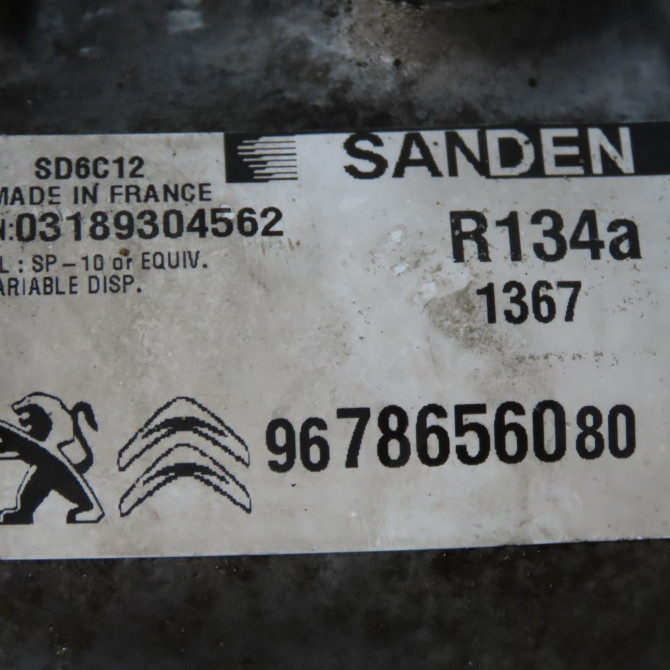 SANDEN
SD6C12
MADE IN FRANCE
N:03189304562
R134a
L : SP-10 or EQUIV.
ARIABLE DISP.
1367
9678656080